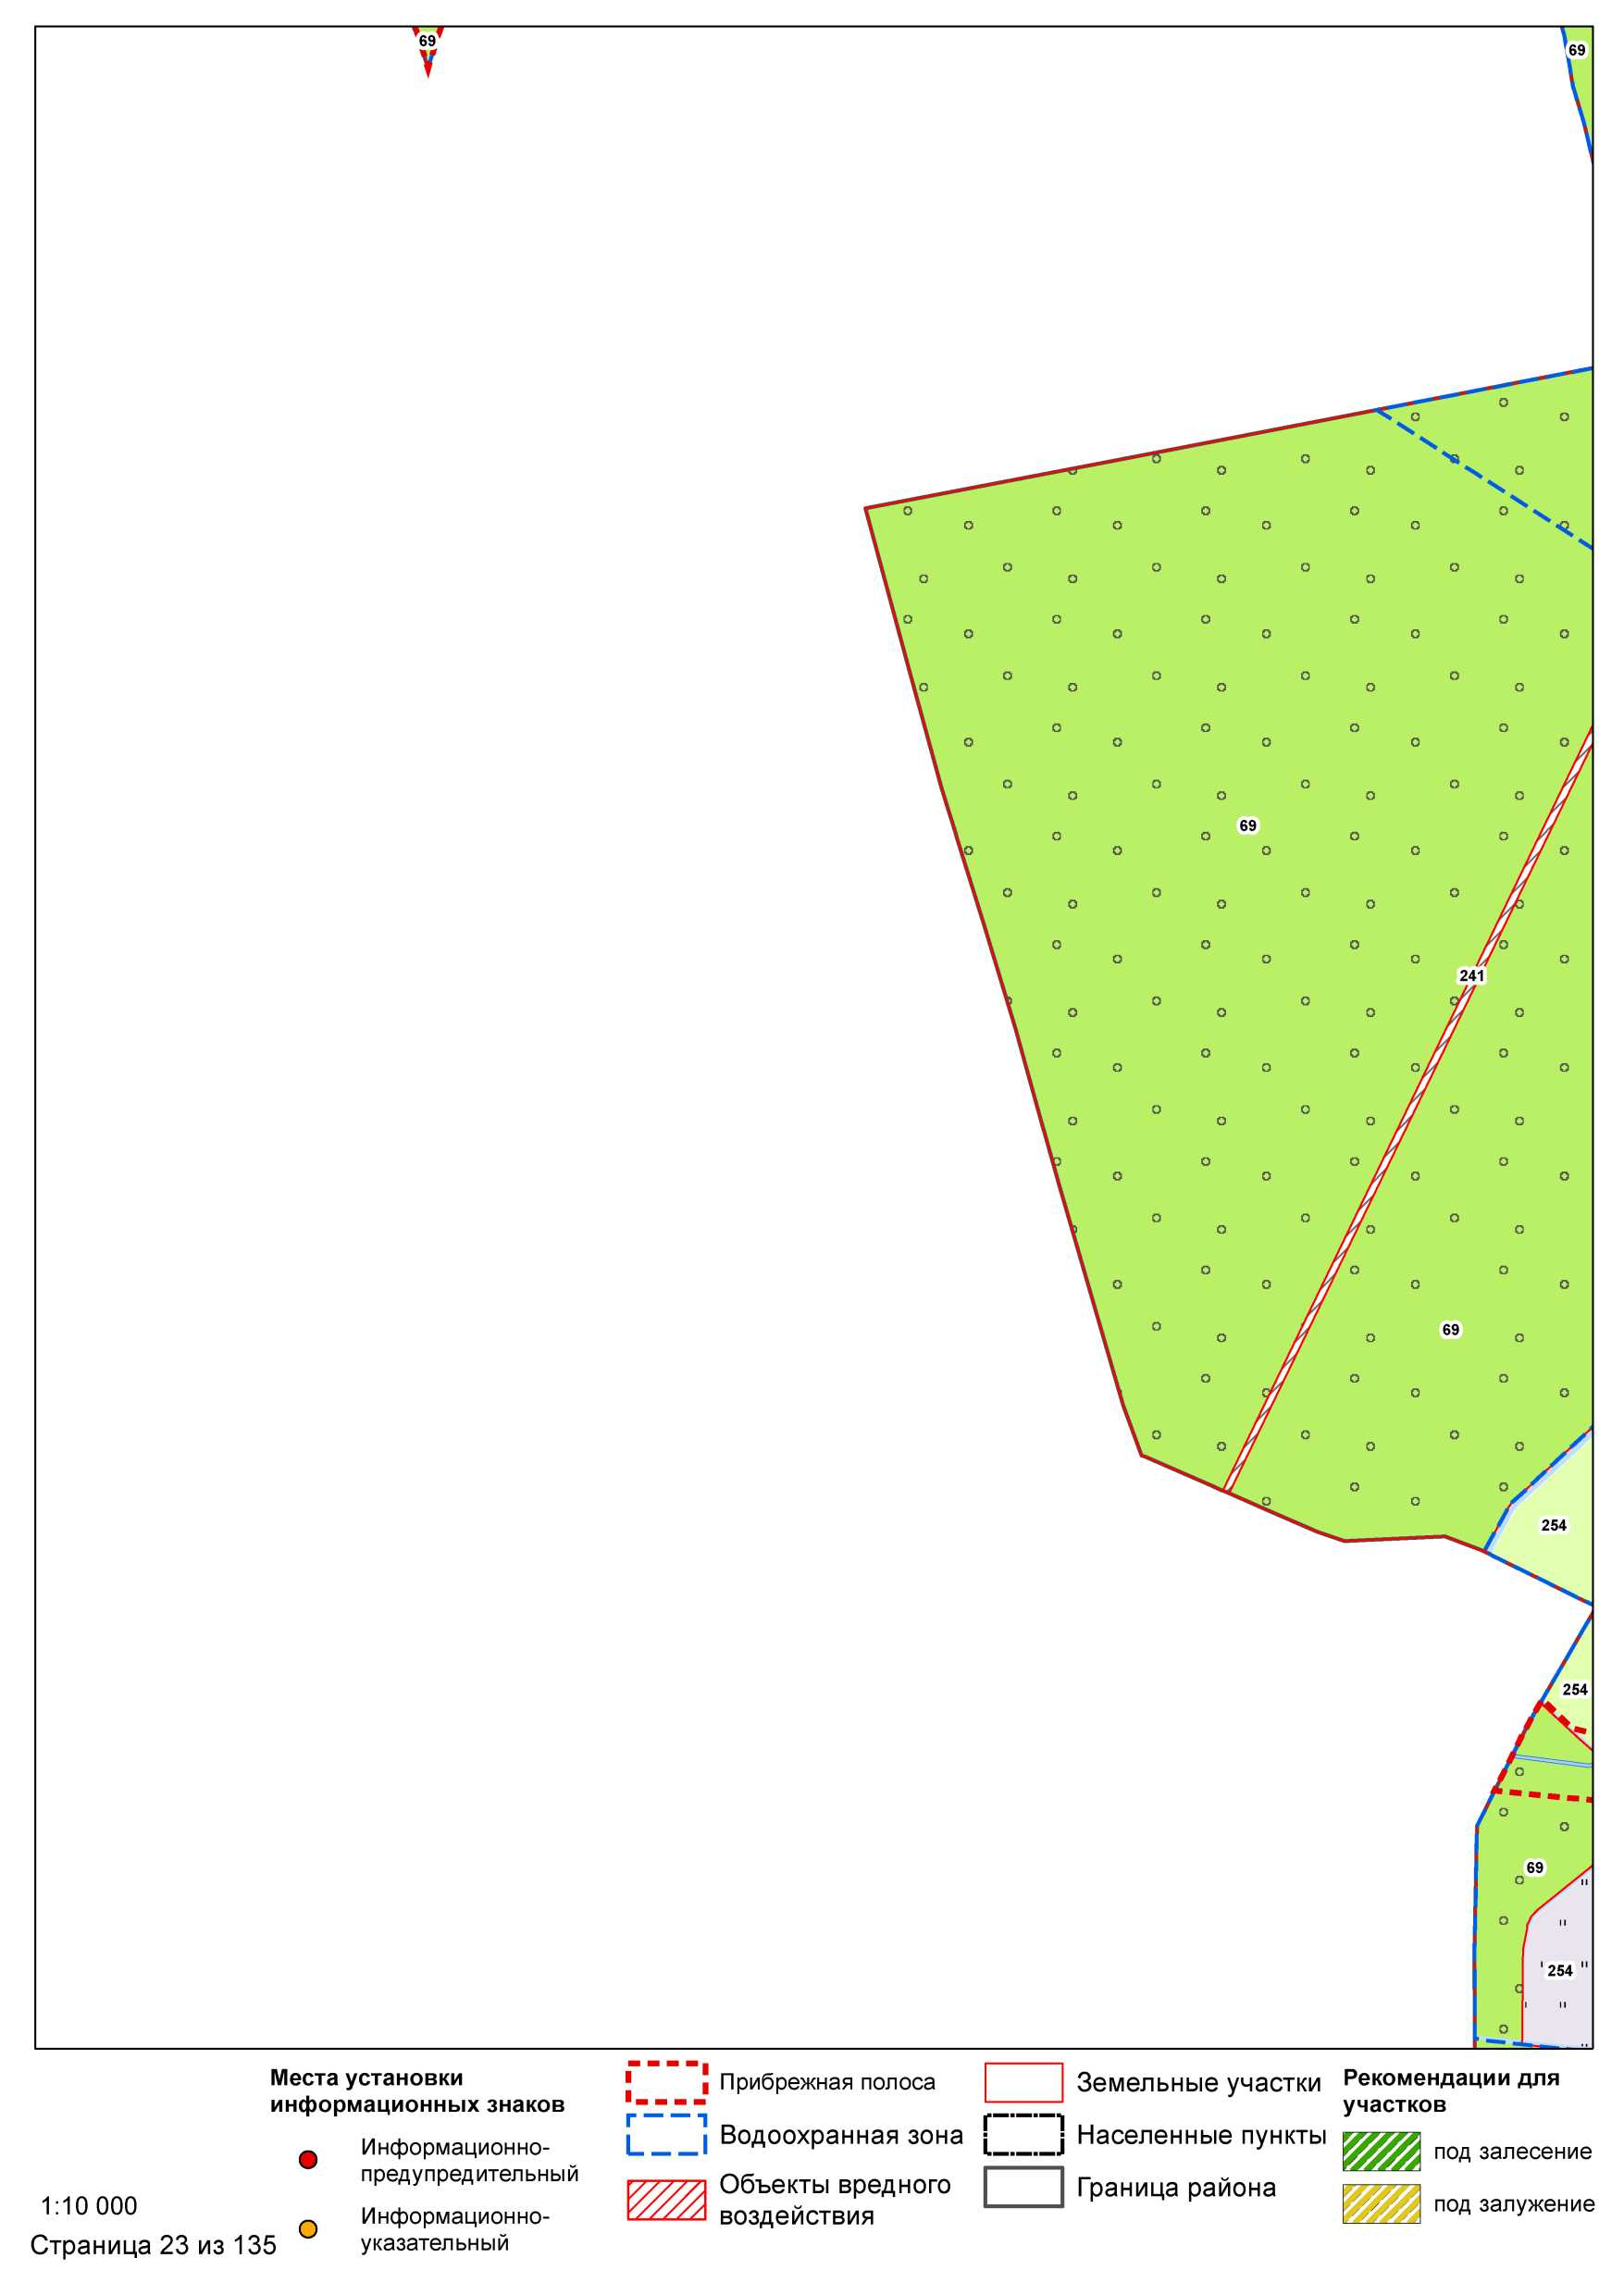 69
69
69
241
69
254
254
69
254
Места установки
информационных знаков
Информационно-
предупредительный
Информационно-
указательный
Прибрежная полоса
Водоохранная зона
Объекты вредного
воздействия
Земельные участки
Населенные пункты
Граница района
Рекомендации для
участков
под залесение
под залужение
1:10 000
Страница 23 из 135